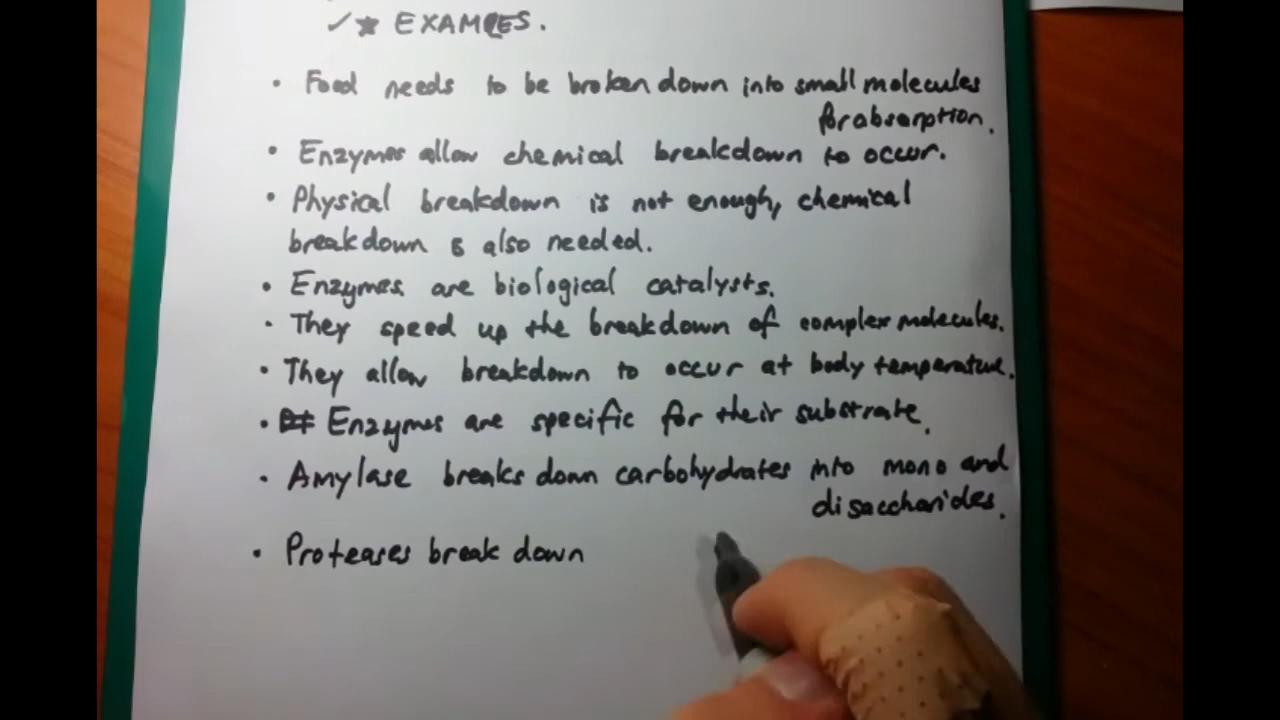 ✓ ★ EXAMLES.
• Food needs to be broken down into small molecules
for absorption.
• Enzymes allow chemical breakdown to occur.
• Physical breakdown is not enough, chemical
breakdown is also needed.
• Enzymes are biological catalysts.
• They speed up the breakdown of complex molecules.
• They allow breakdown to occur at body temperature.
• Enzymes are specific for their substrate.
• Amylase breaks down carbohydrates into mono and
disaccharides.
• Proteases break down